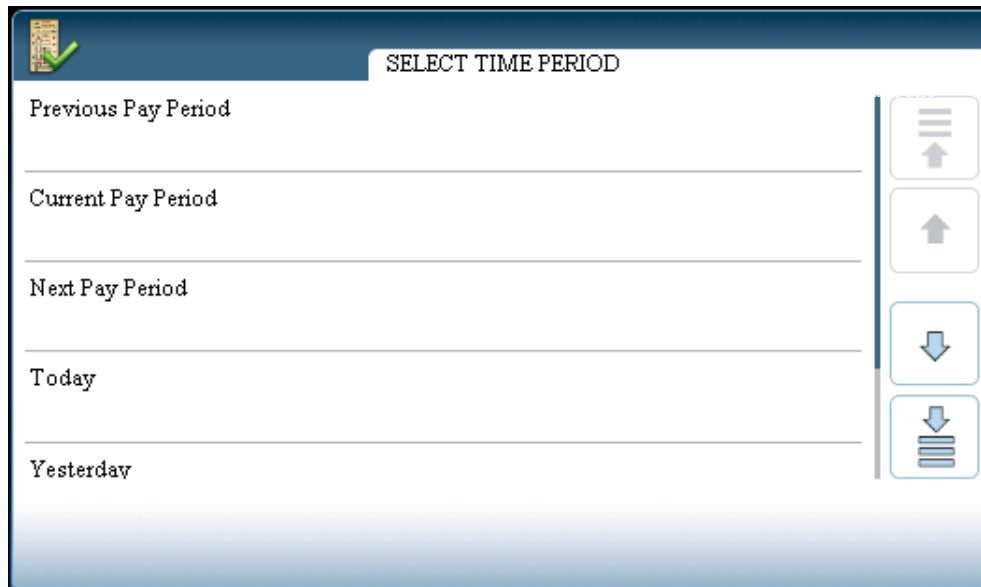 SELECT TIME PERIOD
Previous Pay Period
Current Pay Period
Next Pay Period
Today
Yesterday